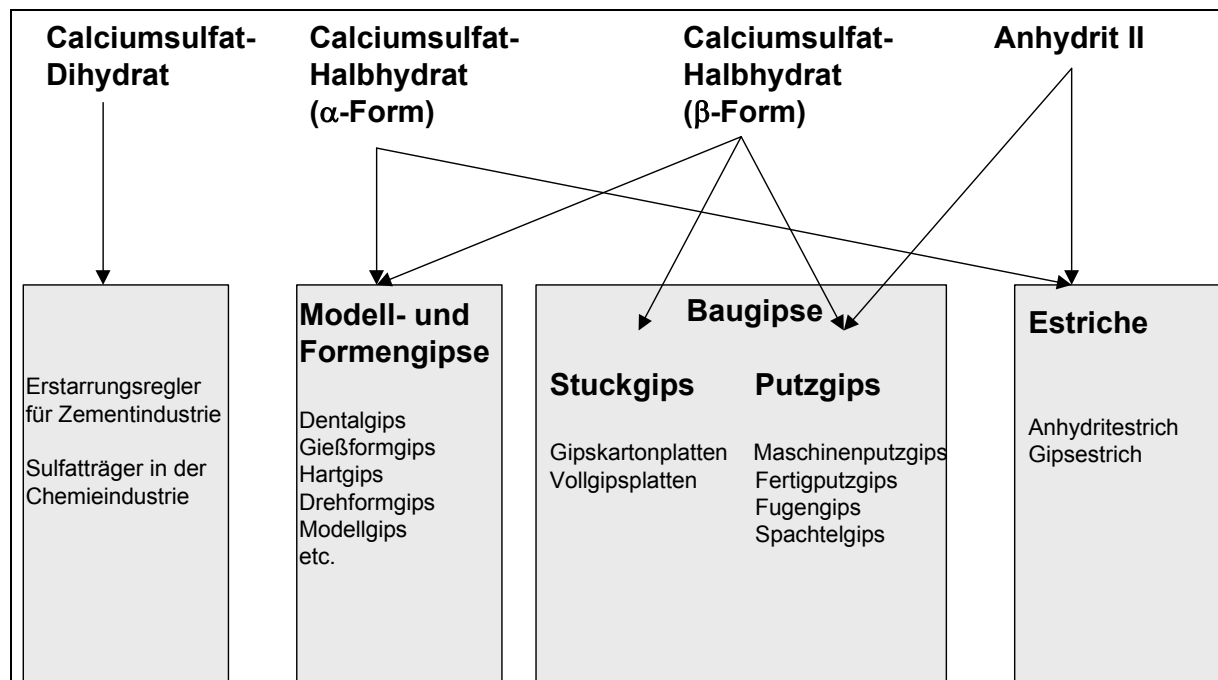 Calciumsulfat-
Dihydrat
Calciumsulfat-
Halbhydrat
(α-Form)
Calciumsulfat-
Halbhydrat
(β-Form)
Anhydrit II
Erstarrungsregler
für Zementindustrie
Sulfatträger in der
Chemieindustrie
Modell- und
Formengipse
Dentalgips
Gießformgips
Hartgips
Drehformgips
Modellgips
etc.
Baugipse
Stuckgips
Gipskartonplatten
Vollgipsplatten
Putzgips
Maschinenputzgips
Fertigputzgips
Fugengips
Spachtelgips
Estriche
Anhydritestrich
Gipsestrich